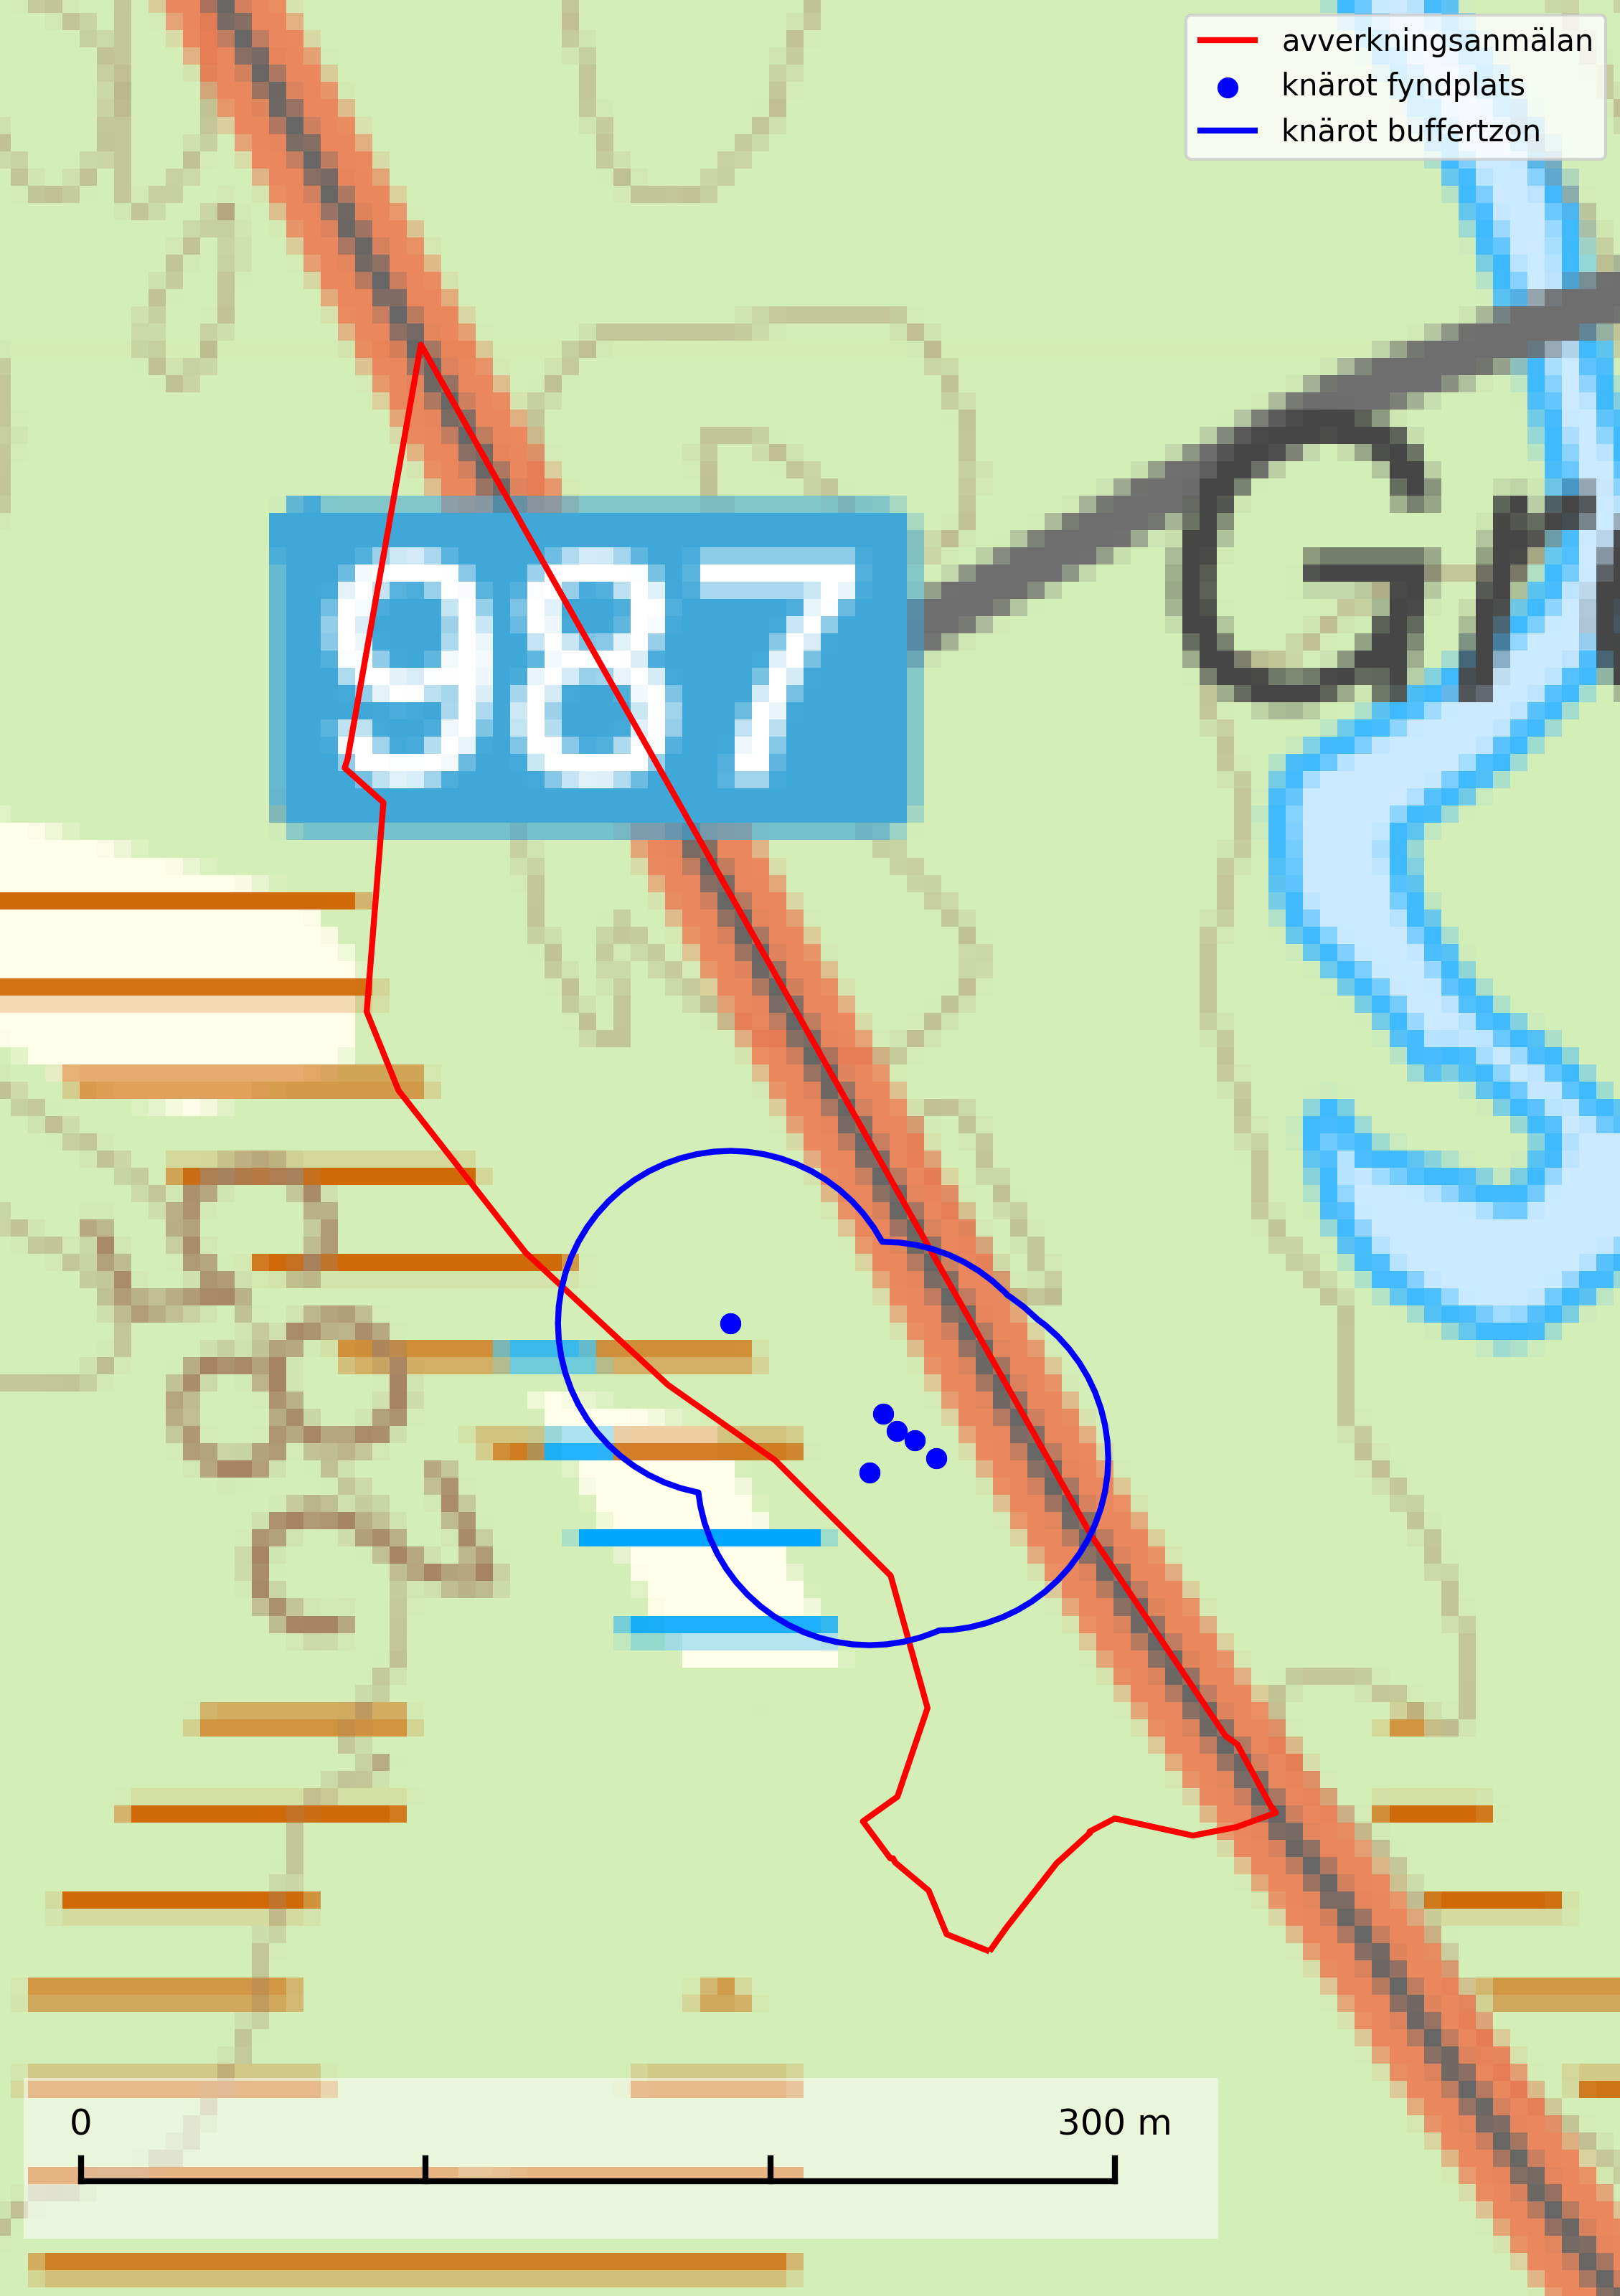 avverkningsanmälan
knärot fyndplats
knärot buffertzon
987
0
300 m